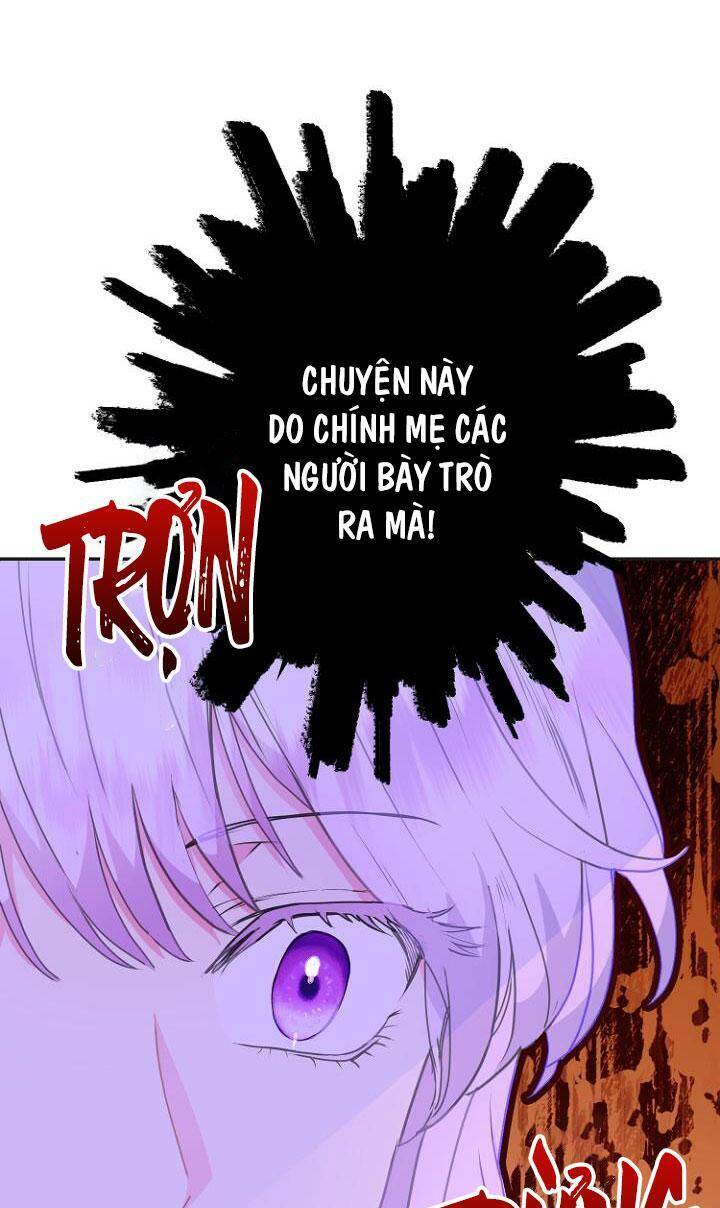 CHUYỆN NÀY
DO CHÍNH MẸ CÁC
NGƯỜI BÀY TRÒ
RA MÀ!
TRỢN